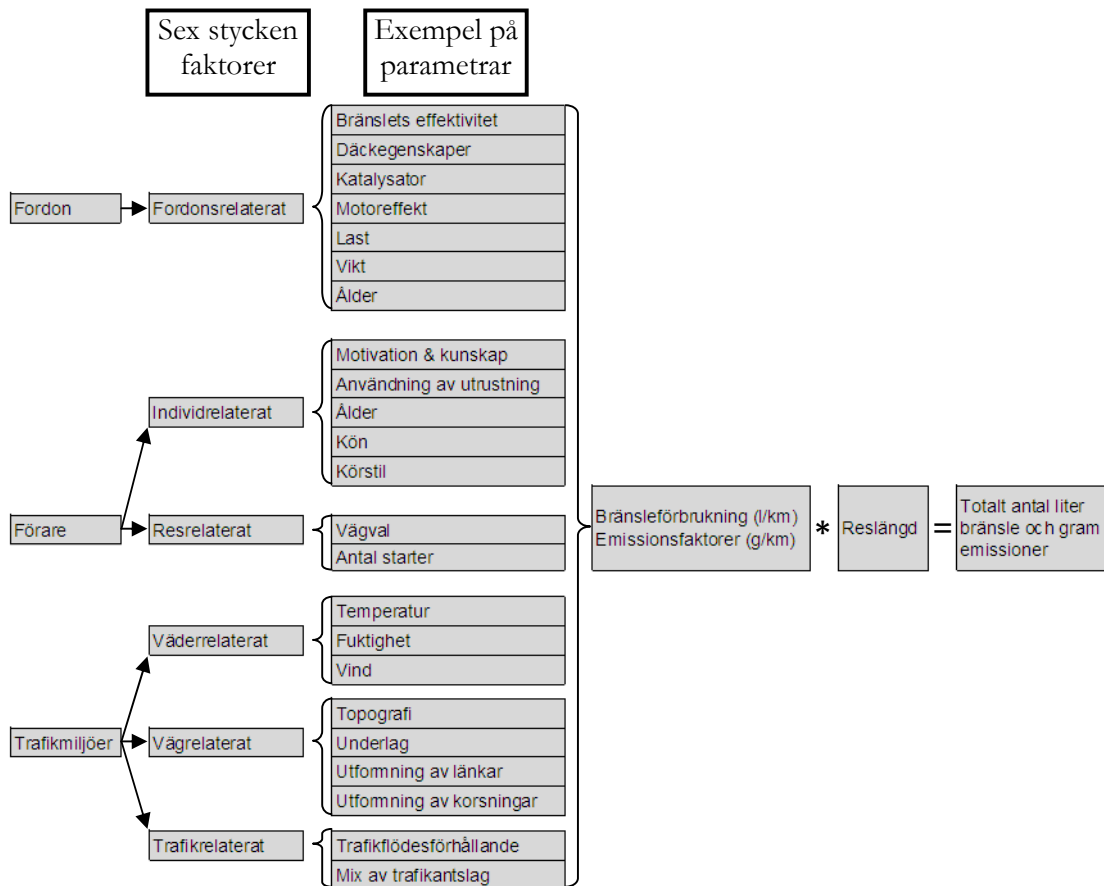 Sex stycken
faktorer
Exempel på
parametrar
Fordon
Fordonsrelaterat
Bränslets effektivitet
Däckegenskaper
Katalysator
Motoreffekt
Last
Vikt
Ålder
Förare
Individrelaterat
Motivation & kunskap
Användning av utrustning
Ålder
Kön
Körstil
Resrelaterat
Vägval
Antal starter
Trafikmiljöer
Väderrelaterat
Temperatur
Fuktighet
Vind
Vägrelaterat
Topografi
Underlag
Utformning av länkar
Utformning av korsningar
Trafikrelaterat
Trafikflödesförhållande
Mix av trafikantslag
Bränsleförbrukning (l/km)
Emissionsfaktorer (g/km)
*
Reslängd
=
Totalt antal liter
bränsle och gram
emissioner